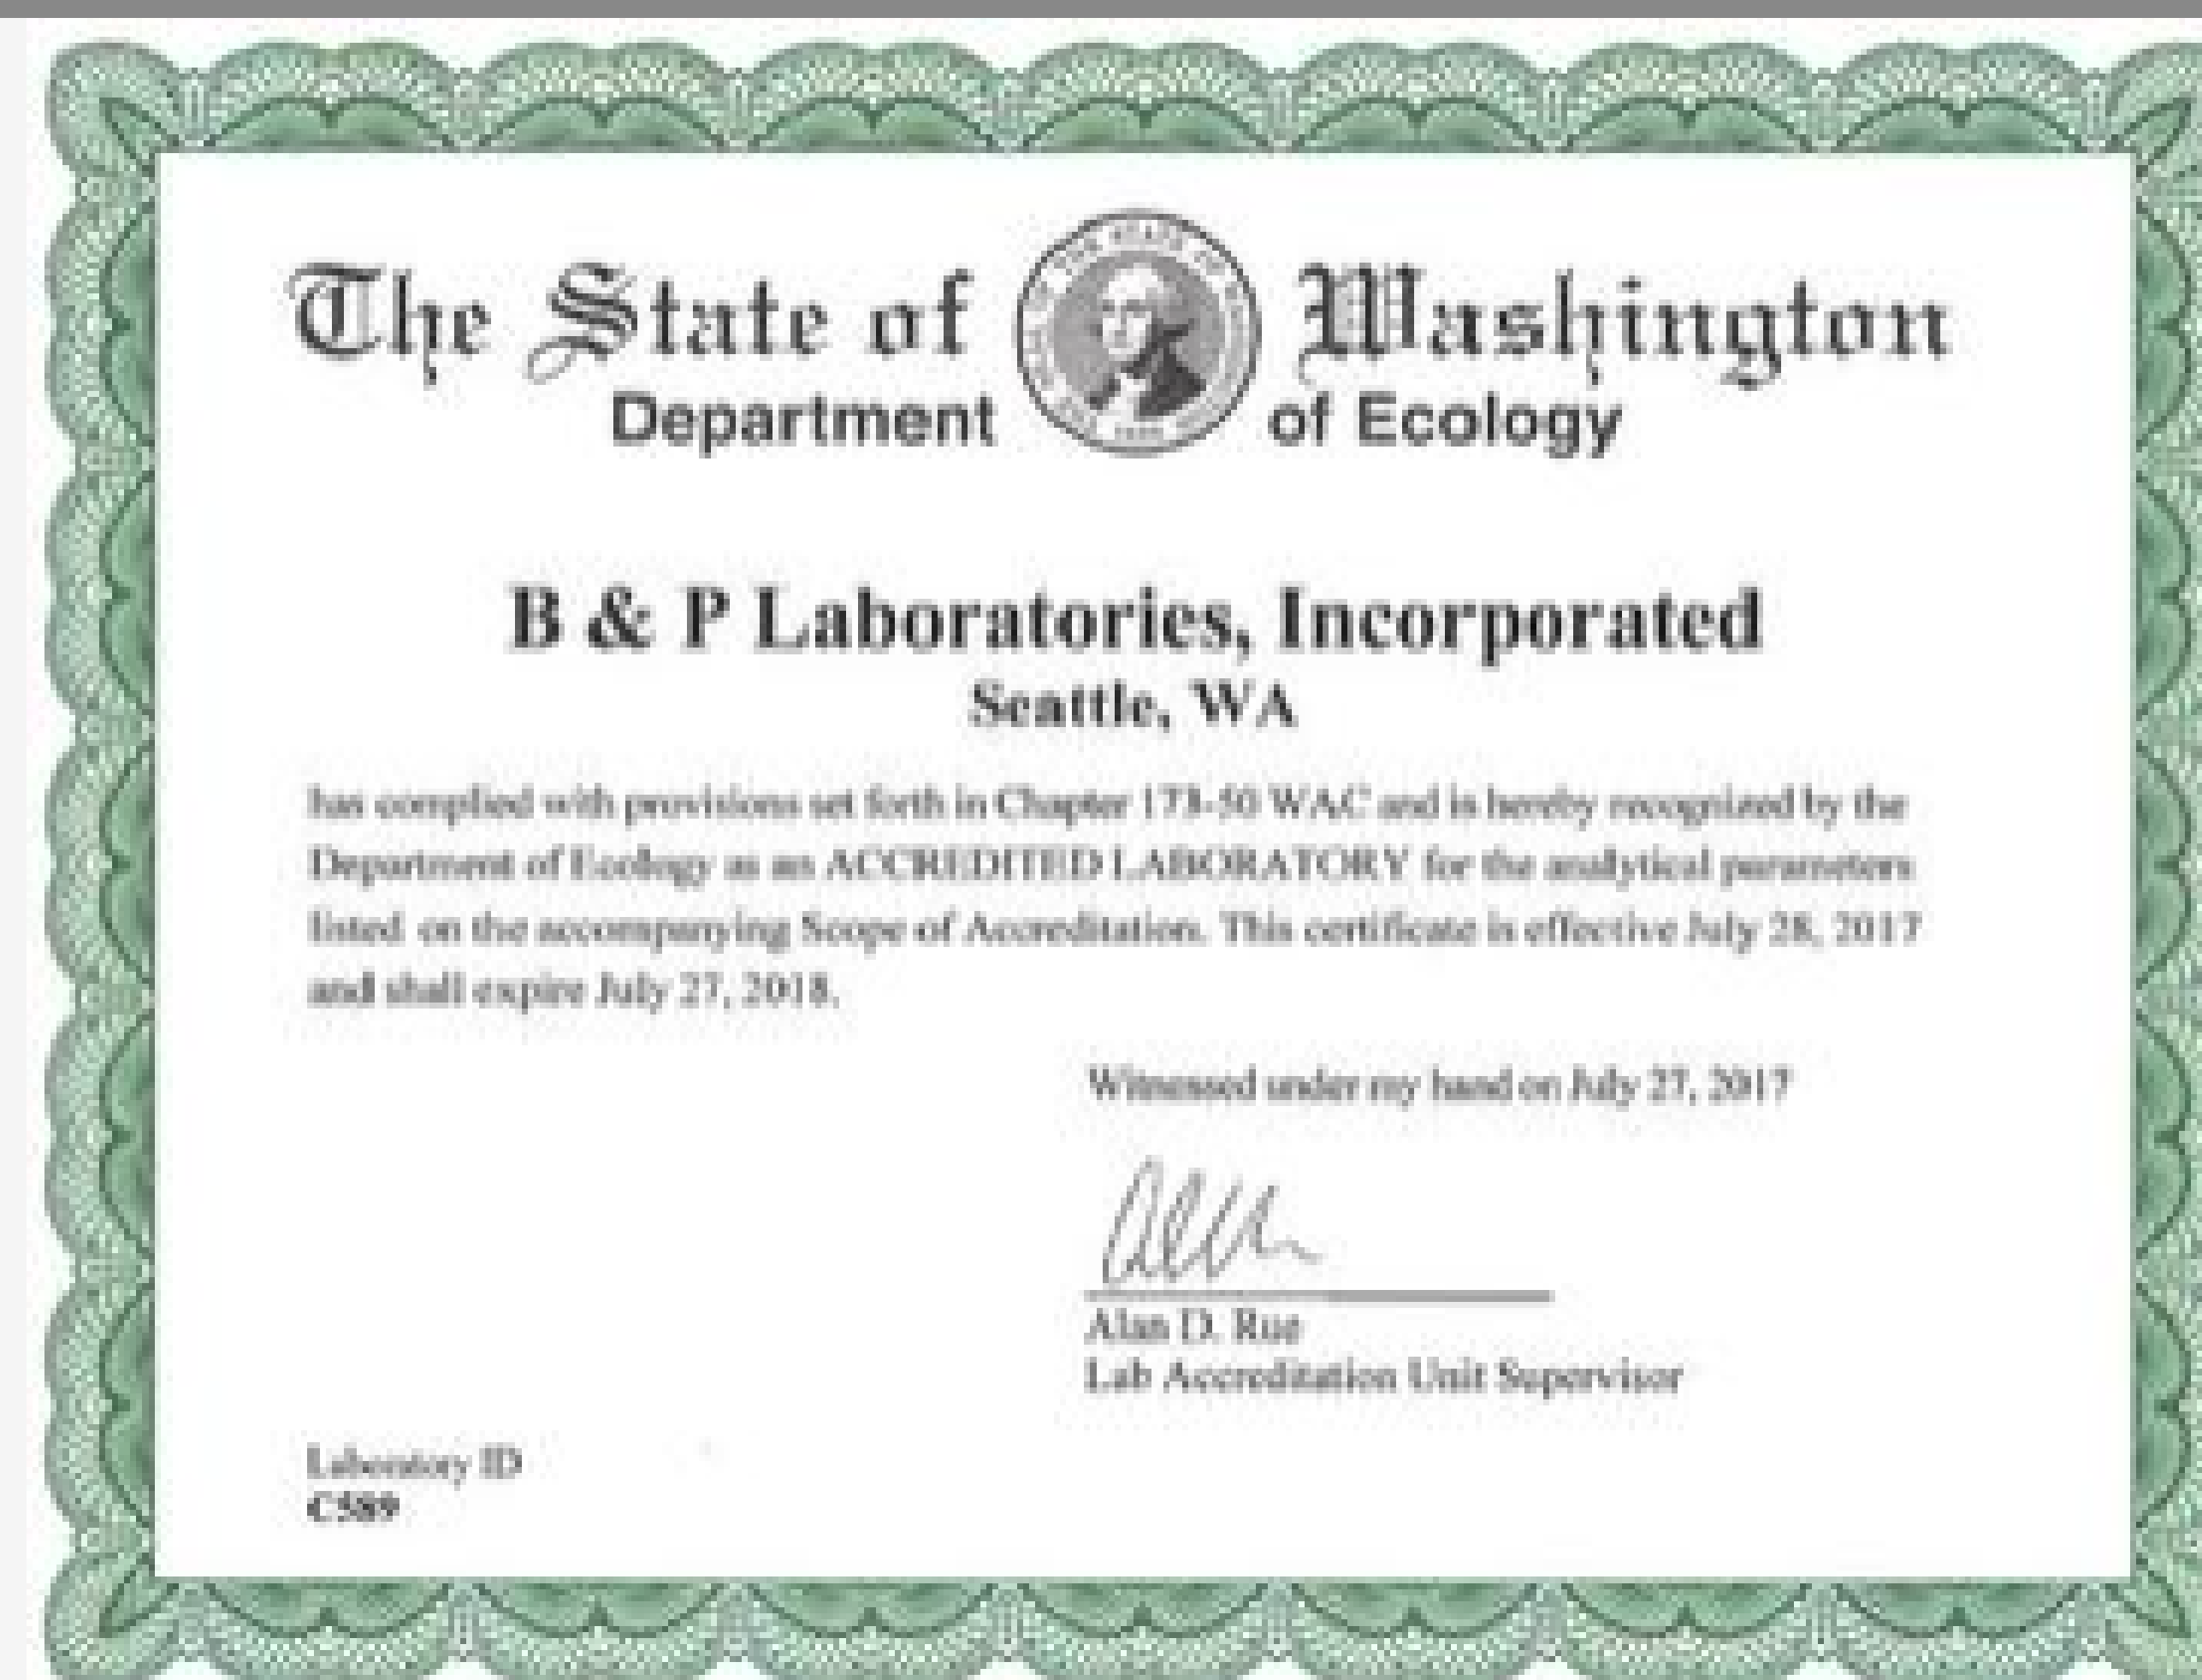 The State of Washington
Department of Ecology
B & P Laboratories, Incorporated
Seattle, WA
has complied with provisions set forth in Chapter 173-50 WAC and is hereby recognized by the
Department of Ecology as an ACCREDITED LABORATORY for the analytical parameters
listed on the accompanying Scope of Accreditation. This certificate is effective July 28, 2017
and shall expire July 27, 2018.
Witnessed under my hand on July 27, 2017
Alan D. Rue
Lab Accreditation Unit Supervisor
Laboratory ID
C589